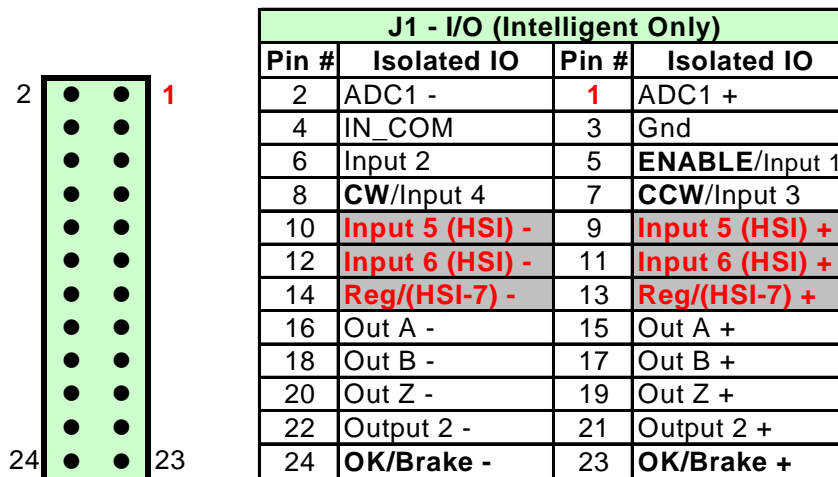 J1 - I/O (Intelligent Only)
Pin # Isolated IO Pin # Isolated IO
2 1 2 ADC1 - 1 ADC1 +
4 IN_COM 3 Gnd
6 Input 2 5 ENABLE/Input 1
8 CW/Input 4 7 CCW/Input 3
10 Input 5 (HSI) - 9 Input 5 (HSI) +
12 Input 6 (HSI) - 11 Input 6 (HSI) +
14 Reg/(HSI-7) - 13 Reg/(HSI-7) +
16 Out A - 15 Out A +
18 Out B - 17 Out B +
20 Out Z - 19 Out Z +
22 Output 2 - 21 Output 2 +
24 23 24 OK/Brake - 23 OK/Brake +